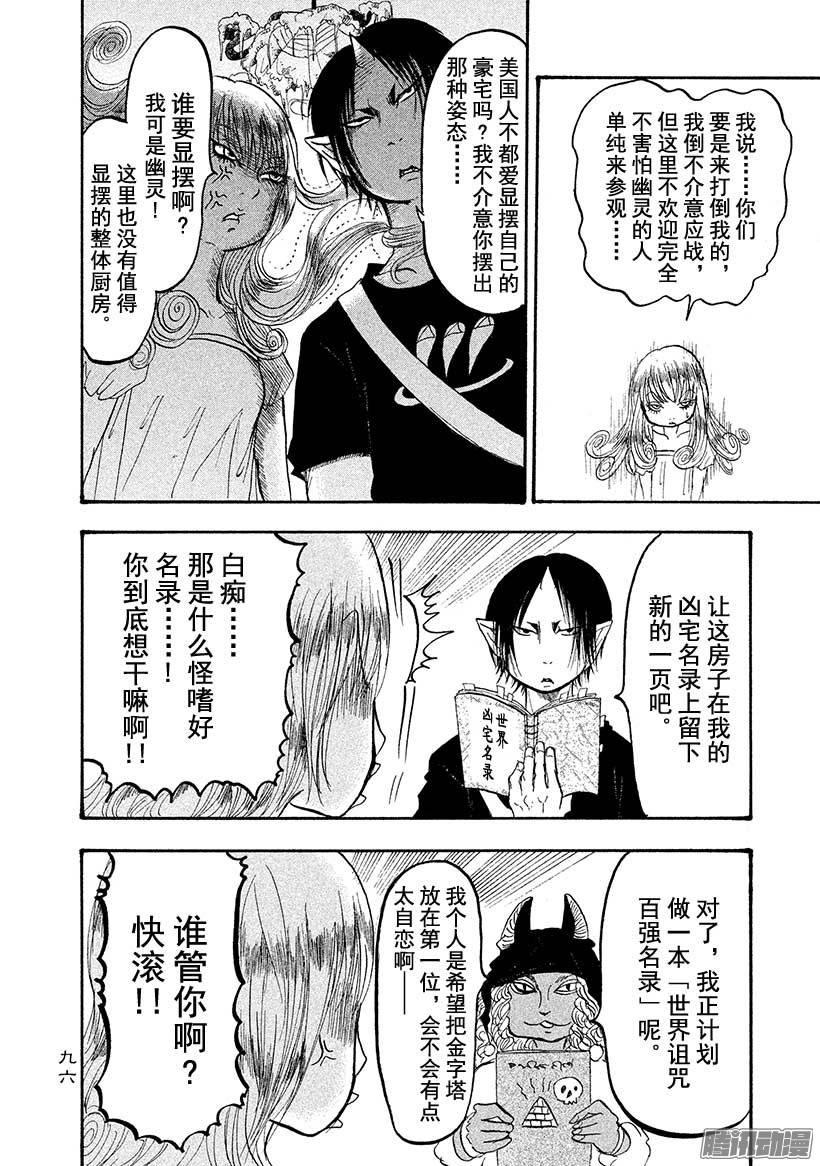 我说……你们
要是来打倒我的，
我倒不介意应战，
但这里不欢迎完全
不害怕幽灵的人
单纯来参观……
美国人不都爱显摆自己的
豪宅吗？我不介意你摆出
那种姿态……
谁要显摆啊？
我可是幽灵！
这里也没有值得
显摆的整体厨房。
让这房子在我的
凶宅名录上留下
新的一页吧。
世界
凶宅名录
白痴……
那是什么怪嗜好
名录……！
你到底想干嘛啊！！
对了，我正计划
做一本「世界诅咒
百强名录」呢。
我个人是希望把金字塔
放在第一位，会不会有点
太自恋啊——
谁管你啊？
快滚！！
九六
腾讯动漫